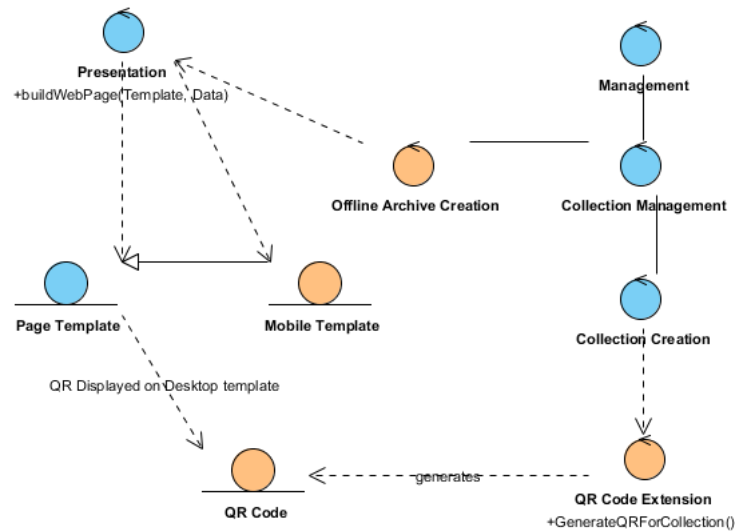 Presentation
+buildWebPage(Template, Data)
Management
Offline Archive Creation
Collection Management
Page Template
Mobile Template
Collection Creation
QR Displayed on Desktop template
QR Code
generates
QR Code Extension
+GenerateQRForCollection()